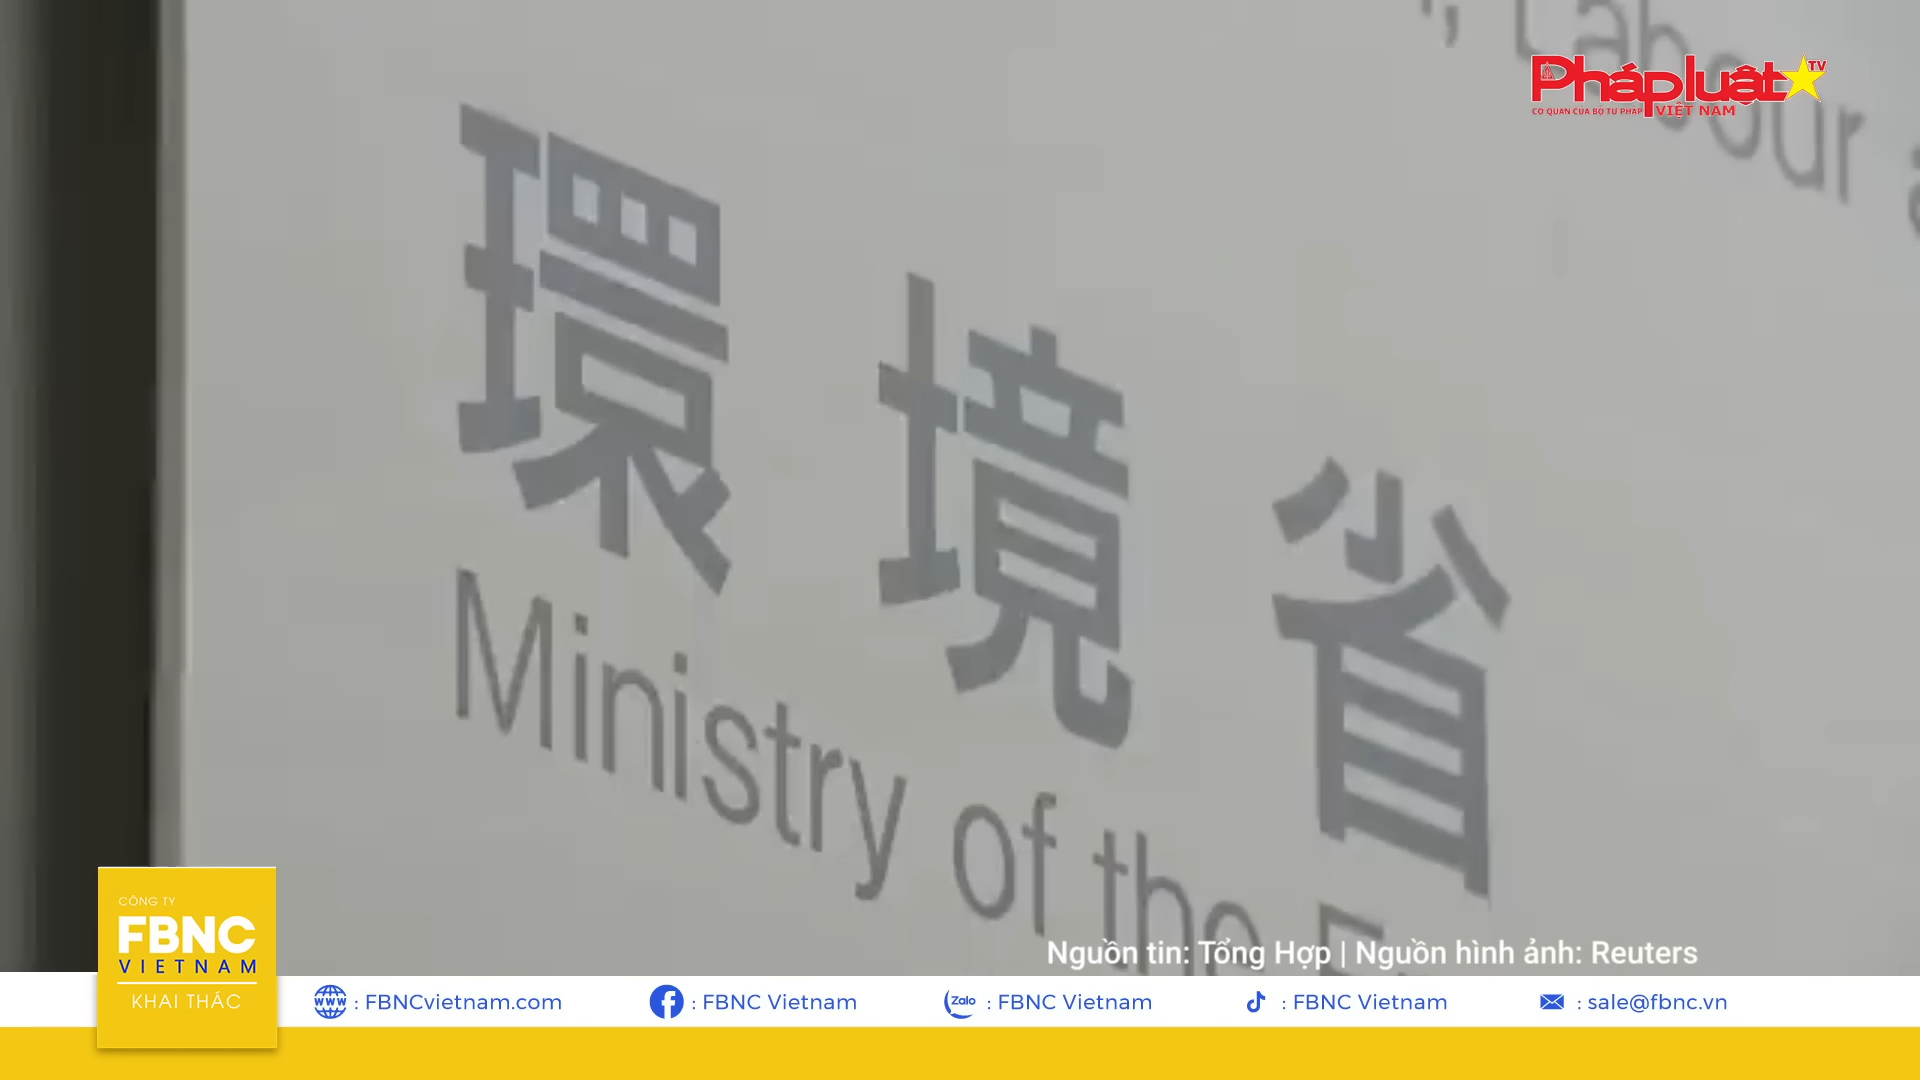 Labour
Pháp luật TV
CƠ QUAN CỦA BỘ TƯ PHÁP VIỆT NAM
環境省
Ministry of the
Nguồn tin: Tổng Hợp | Nguồn hình ảnh: Reuters
CÔNG TY
FBNC
VIETNAM
KHAI THÁC
www : FBNCvietnam.com
: FBNC Vietnam
Zalo : FBNC Vietnam
: FBNC Vietnam
: sale@fbnc.vn